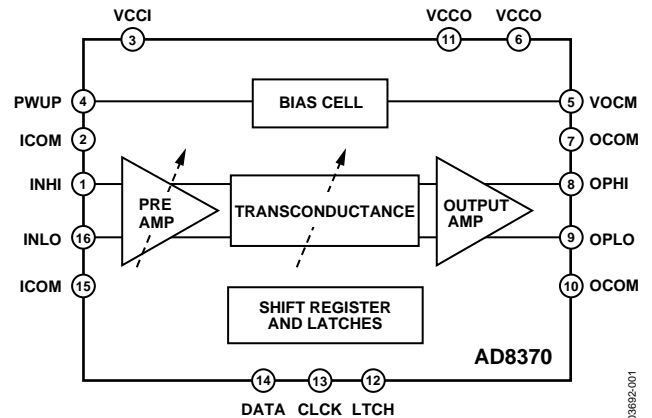 VCCI VCCO VCCO
3 11 6
PWUP 4 BIAS CELL 5 VOCM
ICOM 2 7 OCOM
INHI 1 8 OPHI
PRE AMP
TRANSCONDUCTANCE
OUTPUT AMP
INLO 16 9 OPLO
ICOM 15 10 OCOM
SHIFT REGISTER
AND LATCHES
AD8370
14 13 12
DATA CLCK LTCH
03692-001